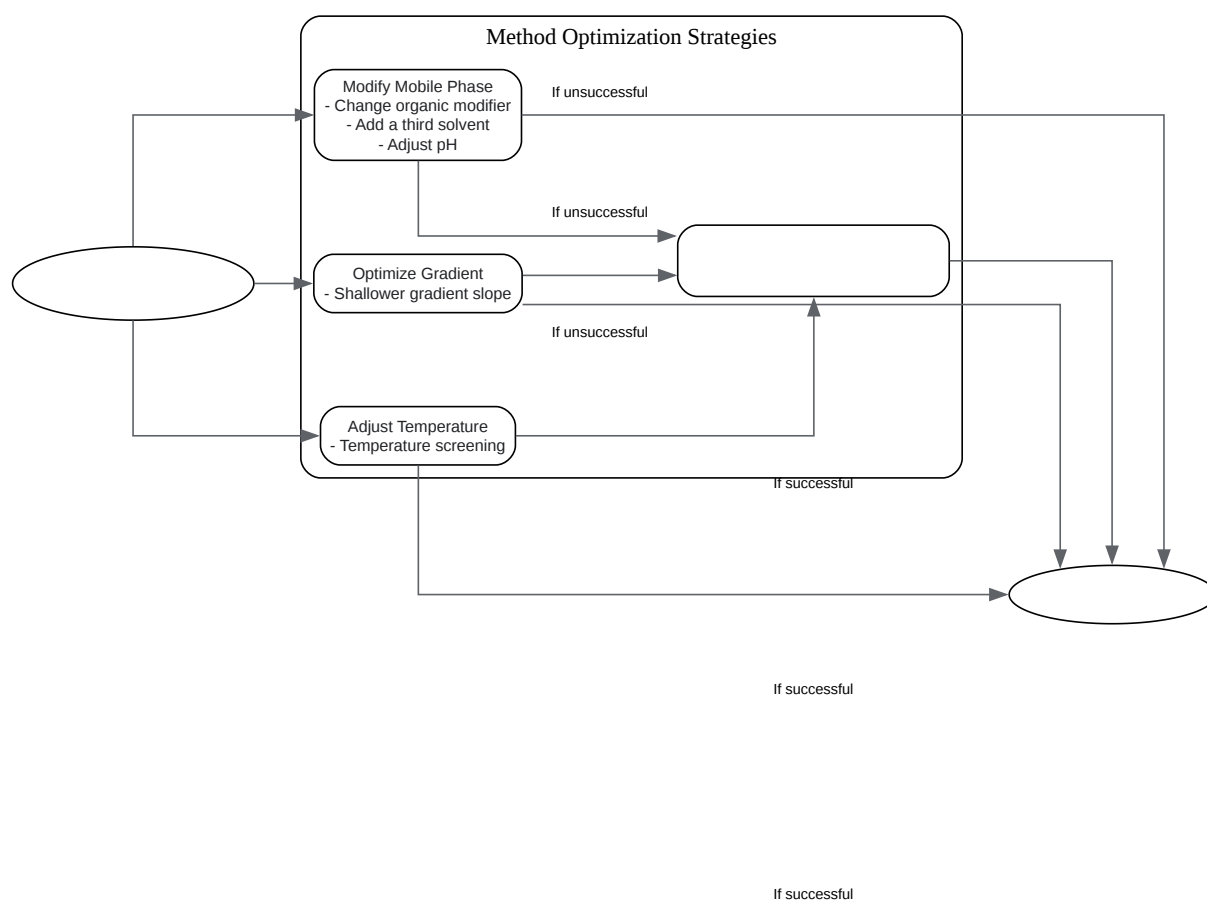 Method Optimization Strategies
Modify Mobile Phase
- Change organic modifier
- Add a third solvent
- Adjust pH
If unsuccessful
If unsuccessful
Optimize Gradient
- Shallower gradient slope
If unsuccessful
Adjust Temperature
- Temperature screening
If successful
If successful
If successful